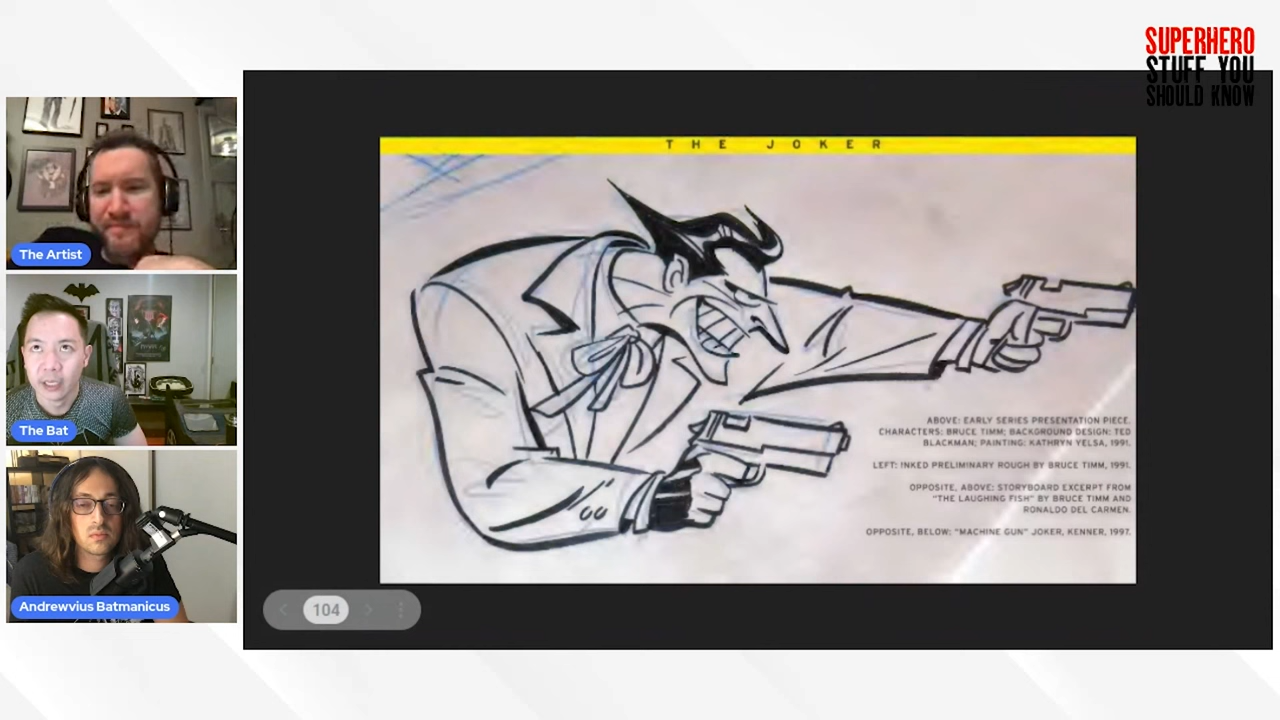 SUPERHERO
STUFF YOU
SHOULD KNOW
THE JOKER
The Artist
The Bat
Andrewvius Batmanicus
ABOVE: EARLY SERIES PRESENTATION PIECE.
CHARACTERS: BRUCE TIMM; BACKGROUND DESIGN: TED
BLACKMAN; PAINTING: KATHRYN YELSA, 1991.
LEFT: INKED PRELIMINARY ROUGH BY BRUCE TIMM, 1991.
OPPOSITE, ABOVE: STORYBOARD EXCERPT FROM
"THE LAUGHING FISH" BY BRUCE TIMM AND
RONALDO DEL CARMEN.
OPPOSITE, BELOW: "MACHINE GUN" JOKER, KENNER, 1997.
104